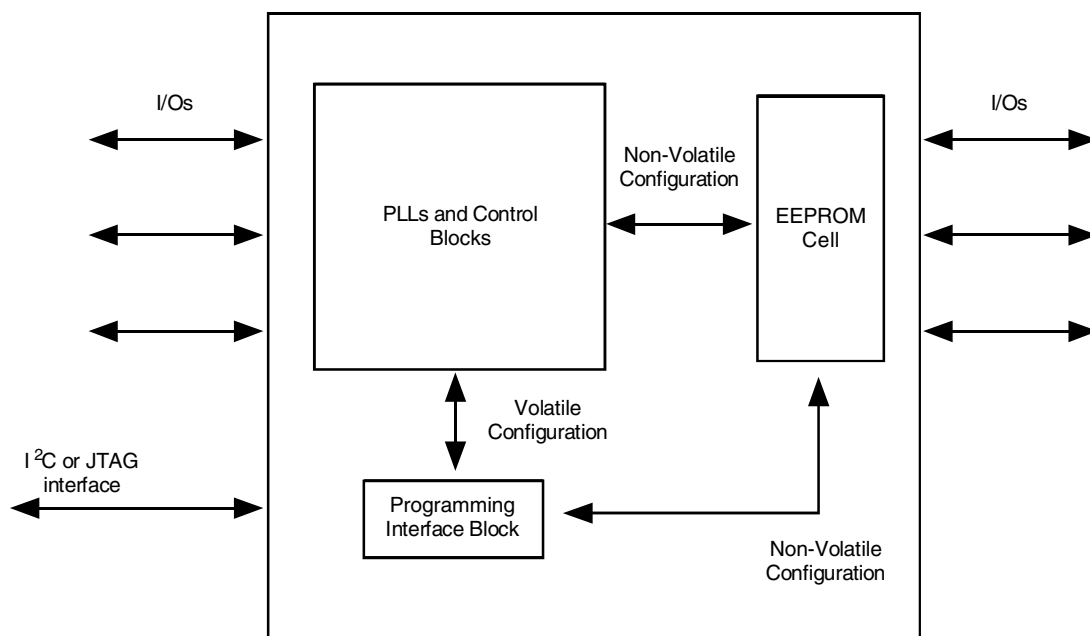 I/Os
I/Os
Non-Volatile
Configuration
PLLs and Control
Blocks
EEPROM
Cell
Volatile
Configuration
I²C or JTAG
interface
Programming
Interface Block
Non-Volatile
Configuration